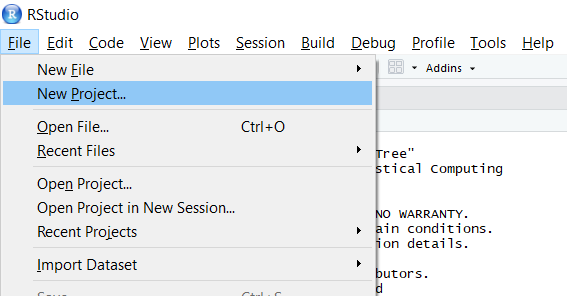 RStudio
File Edit Code View Plots Session Build Debug Profile Tools Help
New File
Addins
New Project...
Open File... Ctrl+O
Recent Files
Tree"
stical Computing
Open Project...
Open Project in New Session...
NO WARRANTY.
Recent Projects
ain conditions.
ion details.
Import Dataset
butors.